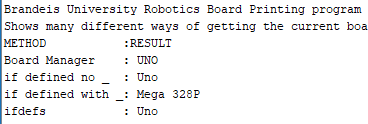 Brandeis University Robotics Board Printing program
Shows many different ways of getting the current boa
METHOD          :RESULT
Board Manager   : UNO
if defined no _  : Uno
if defined with _: Mega 328P
ifdefs          : Uno